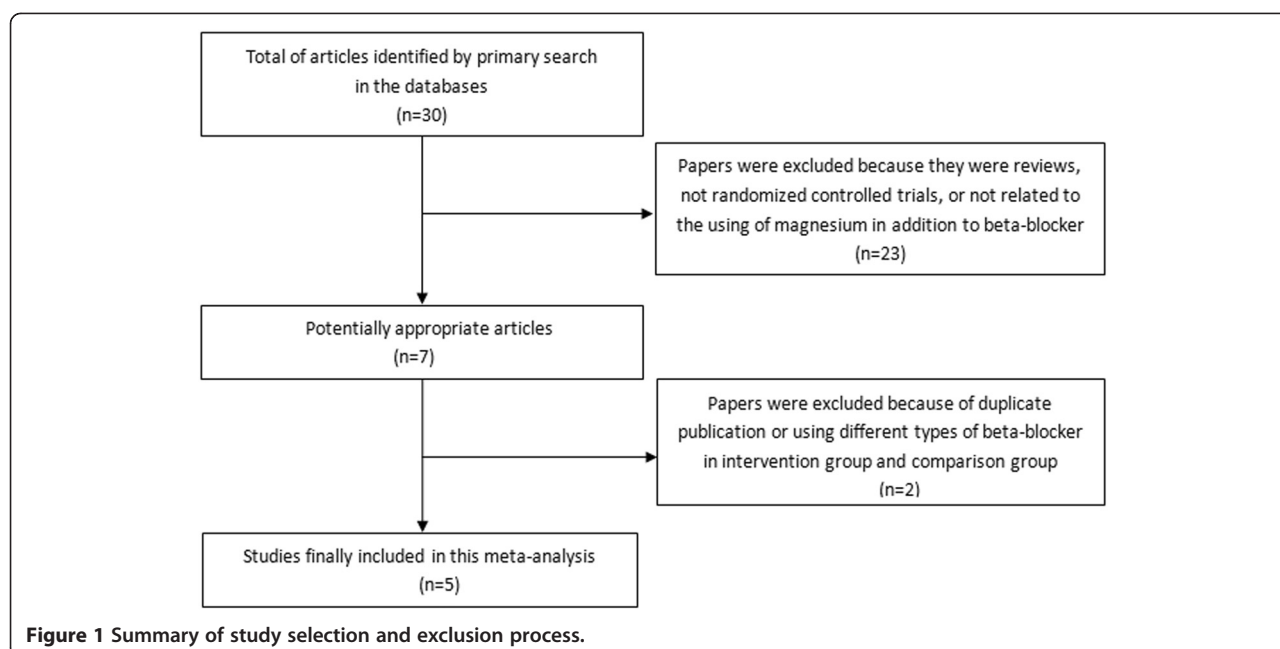 Total of articles identified by primary search
in the databases
(n=30)
Papers were excluded because they were reviews,
not randomized controlled trials, or not related to
the using of magnesium in addition to beta-blocker
(n=23)
Potentially appropriate articles
(n=7)
Papers were excluded because of duplicate
publication or using different types of beta-blocker
in intervention group and comparison group
(n=2)
Studies finally included in this meta-analysis
(n=5)
Figure 1 Summary of study selection and exclusion process.